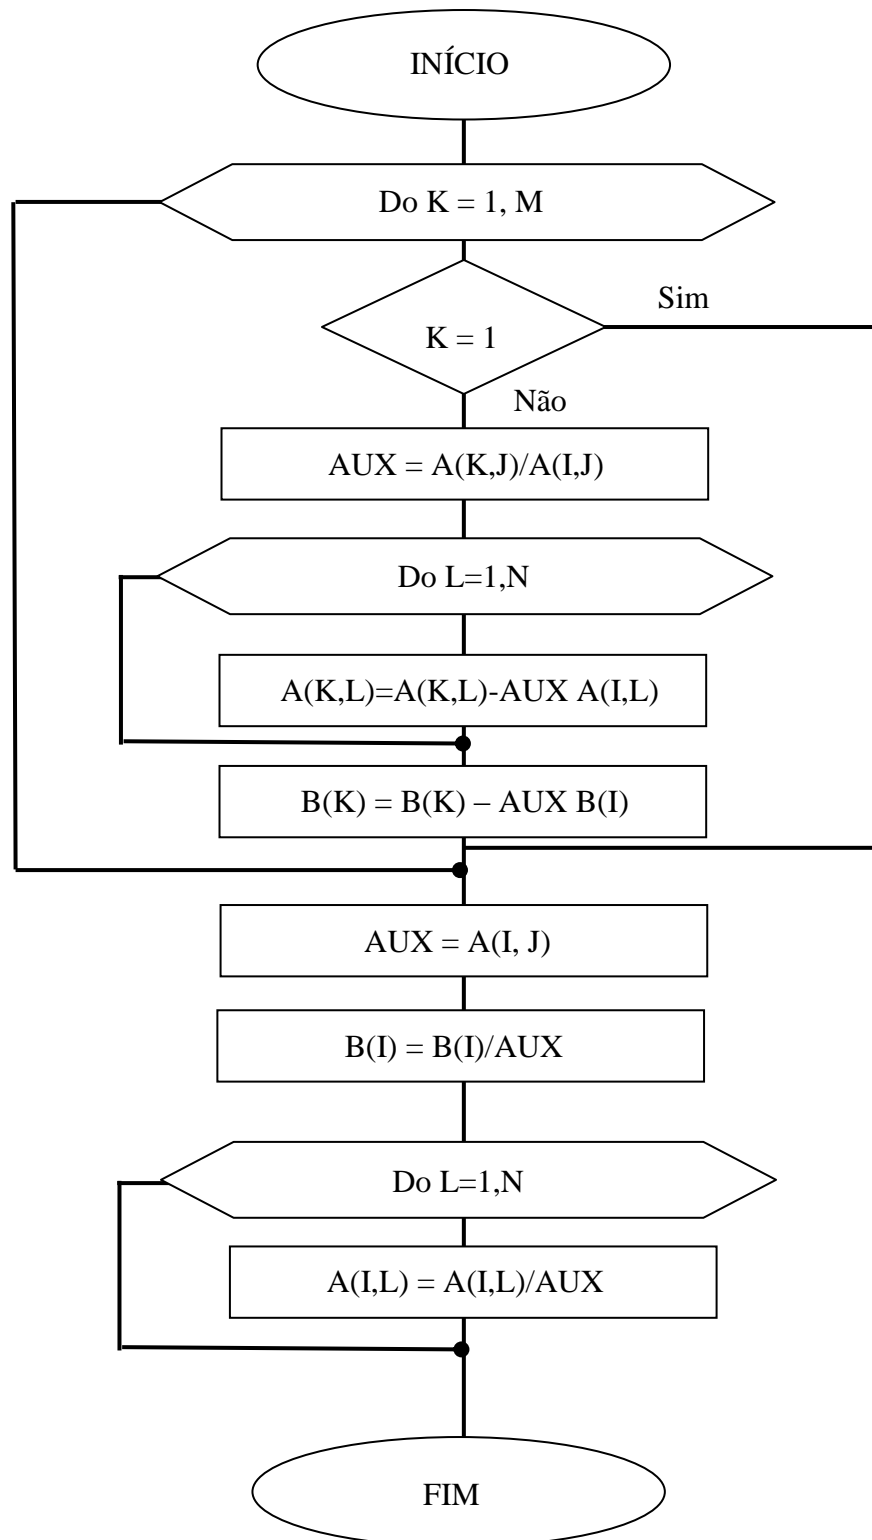 INÍCIO
Do K = 1, M
Sim
K = 1
Não
AUX = A(K,J)/A(I,J)
Do L=1,N
A(K,L)=A(K,L)-AUX A(I,L)
B(K) = B(K) – AUX B(I)
AUX = A(I, J)
B(I) = B(I)/AUX
Do L=1,N
A(I,L) = A(I,L)/AUX
FIM